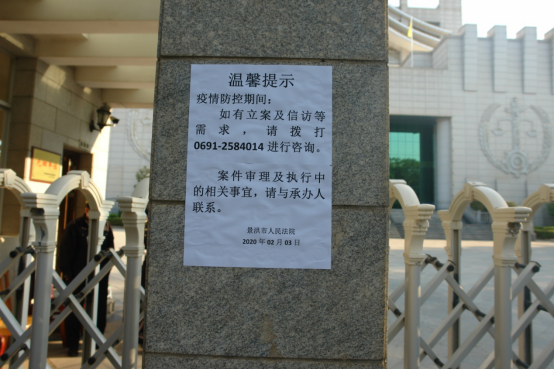 温馨提示
疫情防控期间：
如有立案及信访等
需求，请拨打
0691-2584014 进行咨询。
案件审理及执行中
的相关事宜，请与承办人
联系。
景洪市人民法院
2020 年 02 月 03 日